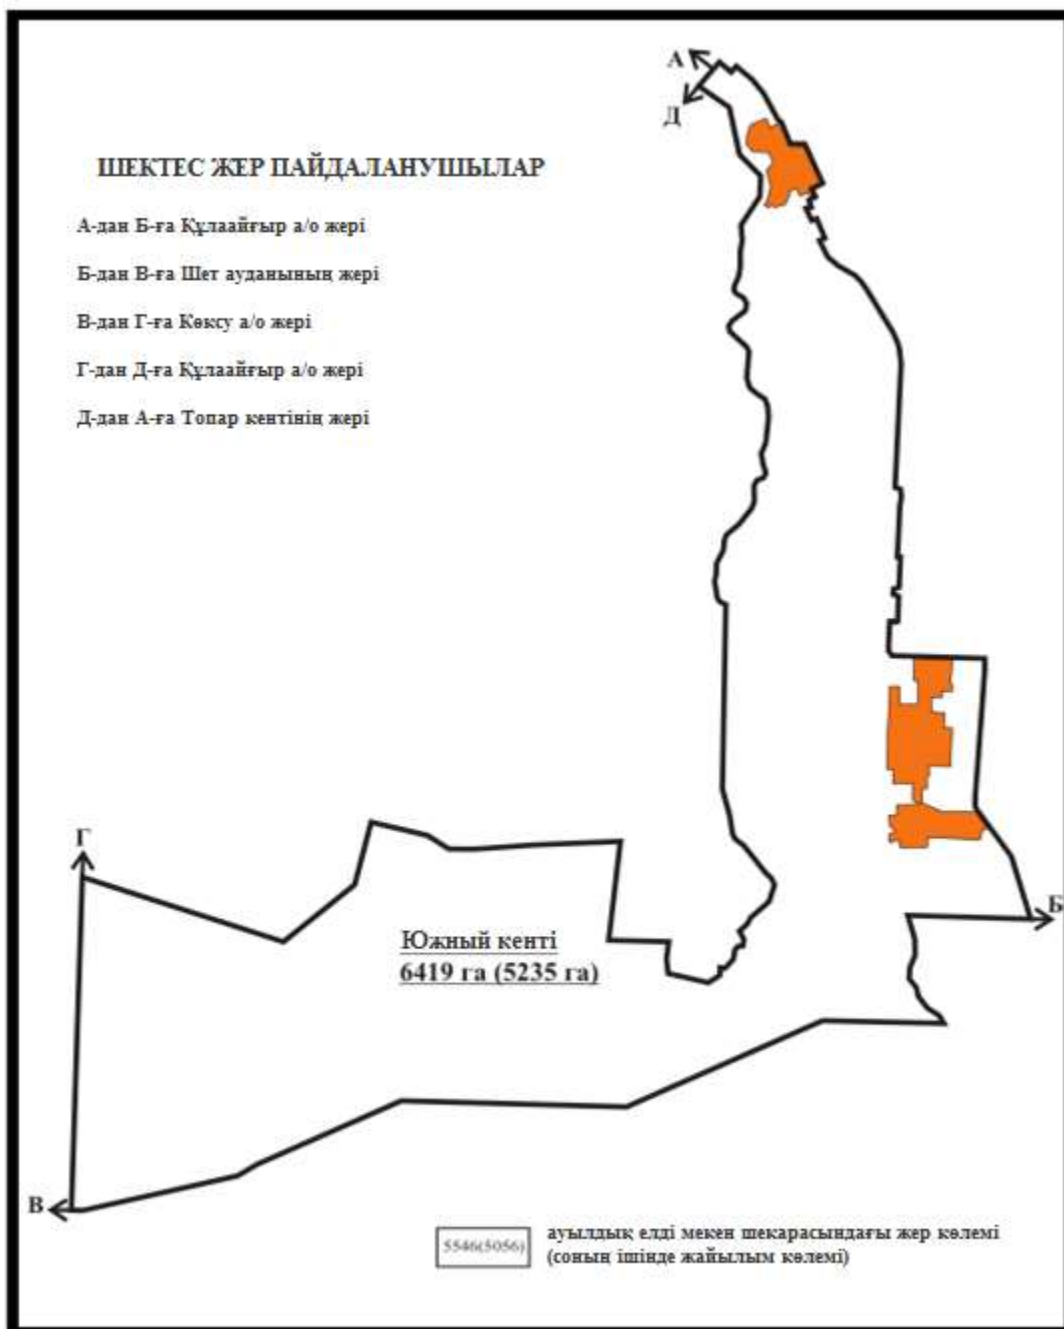 А
Д
ШЕКТЕС ЖЕР ПАЙДАЛАНУШЫЛАР
А-дан Б-ға Құлаайғыр а/о жері
Б-дан В-ға Шет ауданының жері
В-дан Г-ға Көксу а/о жері
Г-дан Д-ға Құлаайғыр а/о жері
Д-дан А-ға Топар кентінің жері
Г
Б
Южный кенті
6419 га (5235 га)
В
5546(5056)
ауылдық елді мекен шекарасындағы жер көлемі
(соның ішінде жайылым көлемі)